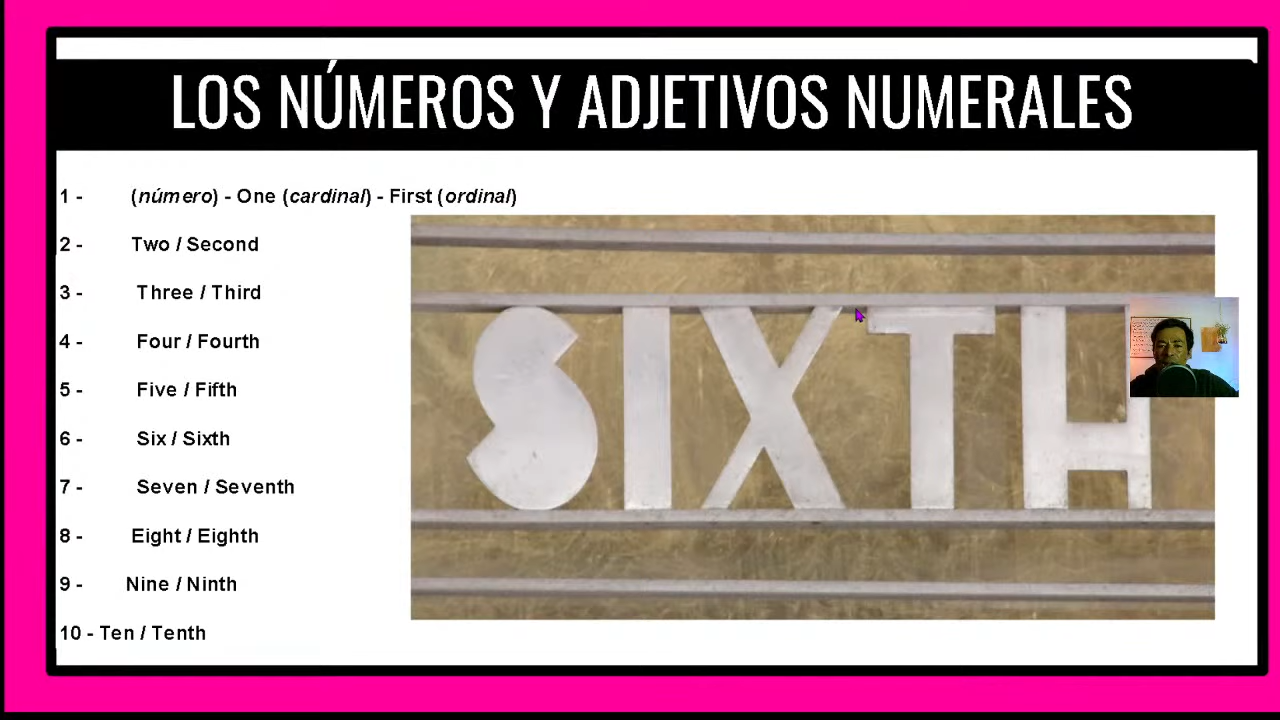 LOS NÚMEROS Y ADJETIVOS NUMERALES
1 - (número) - One (cardinal) - First (ordinal)
2 - Two / Second
3 - Three / Third
4 - Four / Fourth
5 - Five / Fifth
6 - Six / Sixth
7 - Seven / Seventh
8 - Eight / Eighth
9 - Nine / Ninth
10 - Ten / Tenth
SIXTH